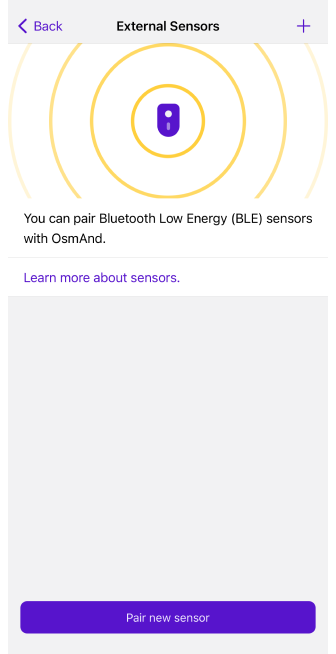 Back External Sensors +
You can pair Bluetooth Low Energy (BLE) sensors
with OsmAnd.
Learn more about sensors.
Pair new sensor